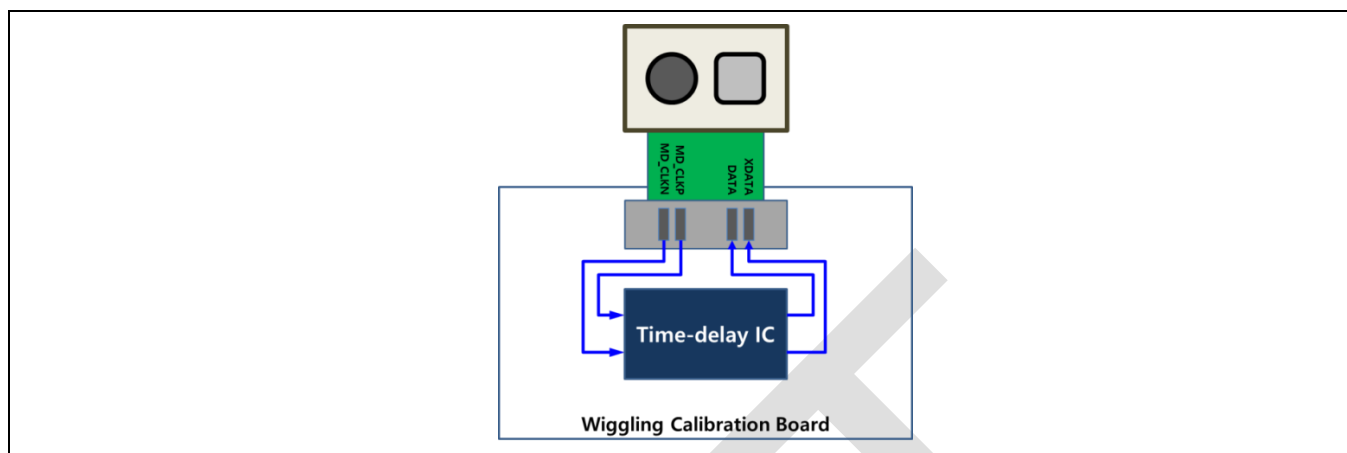 MD_CLKN
MD_CLKP
DATA
XDATA
Time-delay IC
Wiggling Calibration Board